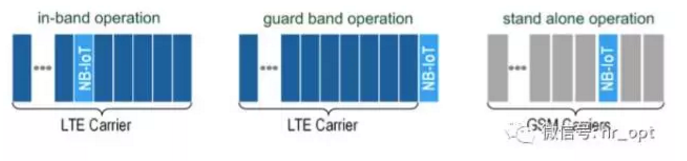 in-band operation
guard band operation
stand alone operation
NB-IoT
NB-IoT
NB-IoT
LTE Carrier
LTE Carrier
GSM Carriers
微信号: nr_opt